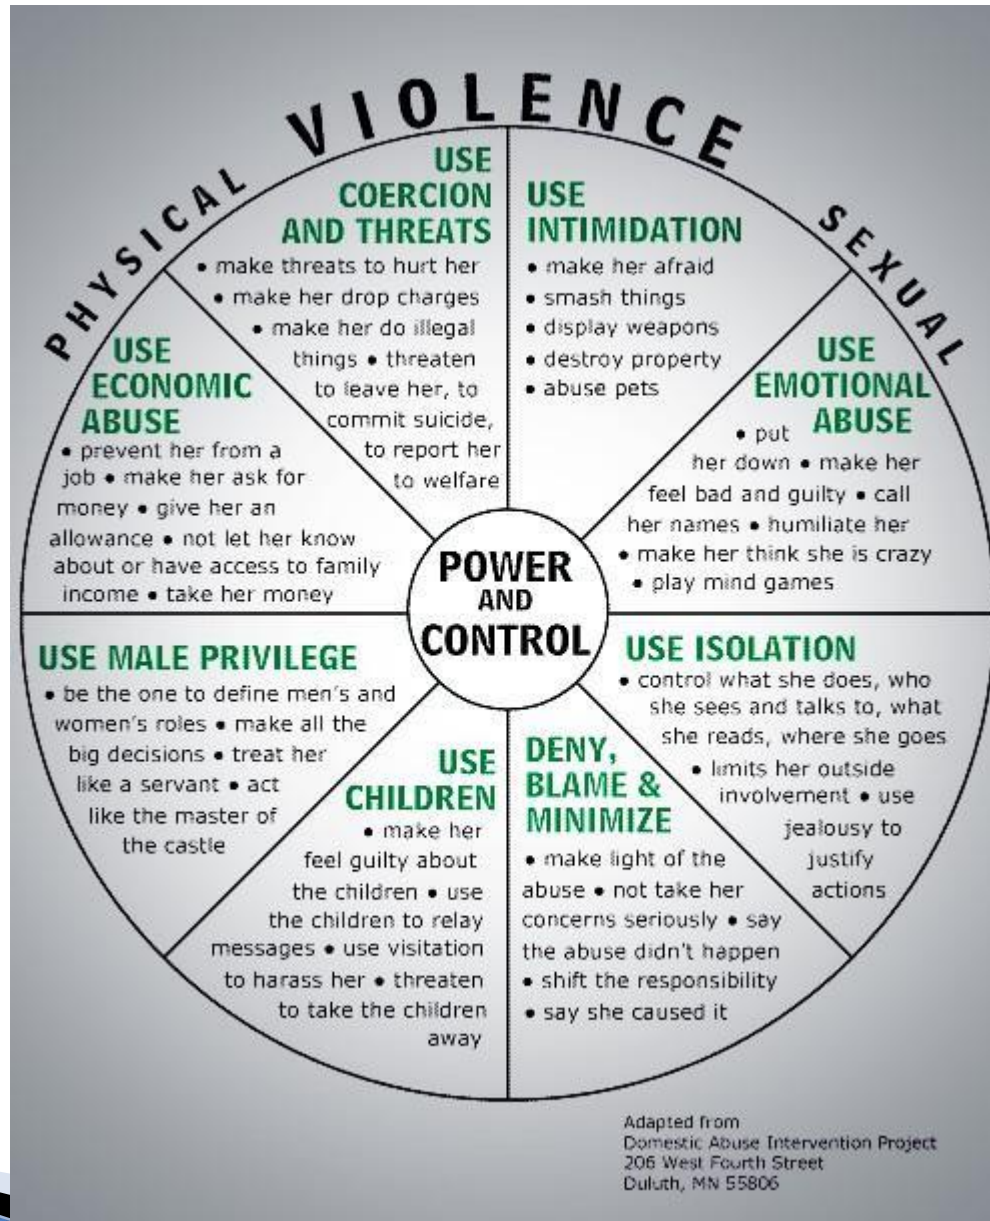 PHYSICAL VIOLENCE SEXUAL
USE
COERCION
AND THREATS
• make threats to hurt her
• make her drop charges
• make her do illegal
things • threaten
to leave her, to
commit suicide,
to report her
to welfare
USE
INTIMIDATION
• make her afraid
• smash things
• display weapons
• destroy property
• abuse pets
USE
EMOTIONAL
ABUSE
• put
her down • make her
feel bad and guilty • call
her names • humiliate her
• make her think she is crazy
• play mind games
USE ISOLATION
• control what she does, who
she sees and talks to, what
she reads, where she goes
• limits her outside
involvement • use
jealousy to
justify
actions
DENY,
BLAME &
MINIMIZE
• make light of the
abuse • not take her
concerns seriously • say
the abuse didn't happen
• shift the responsibility
• say she caused it
USE
CHILDREN
• make her
feel guilty about
the children • use
the children to relay
messages • use visitation
to harass her • threaten
to take the children
away
USE MALE PRIVILEGE
• be the one to define men's and
women's roles • make all the
big decisions • treat her
like a servant • act
like the master of
the castle
USE
ECONOMIC
ABUSE
• prevent her from a
job • make her ask for
money • give her an
allowance • not let her know
about or have access to family
income • take her money
POWER
AND
CONTROL
Adapted from
Domestic Abuse Intervention Project
206 West Fourth Street
Duluth, MN 55806